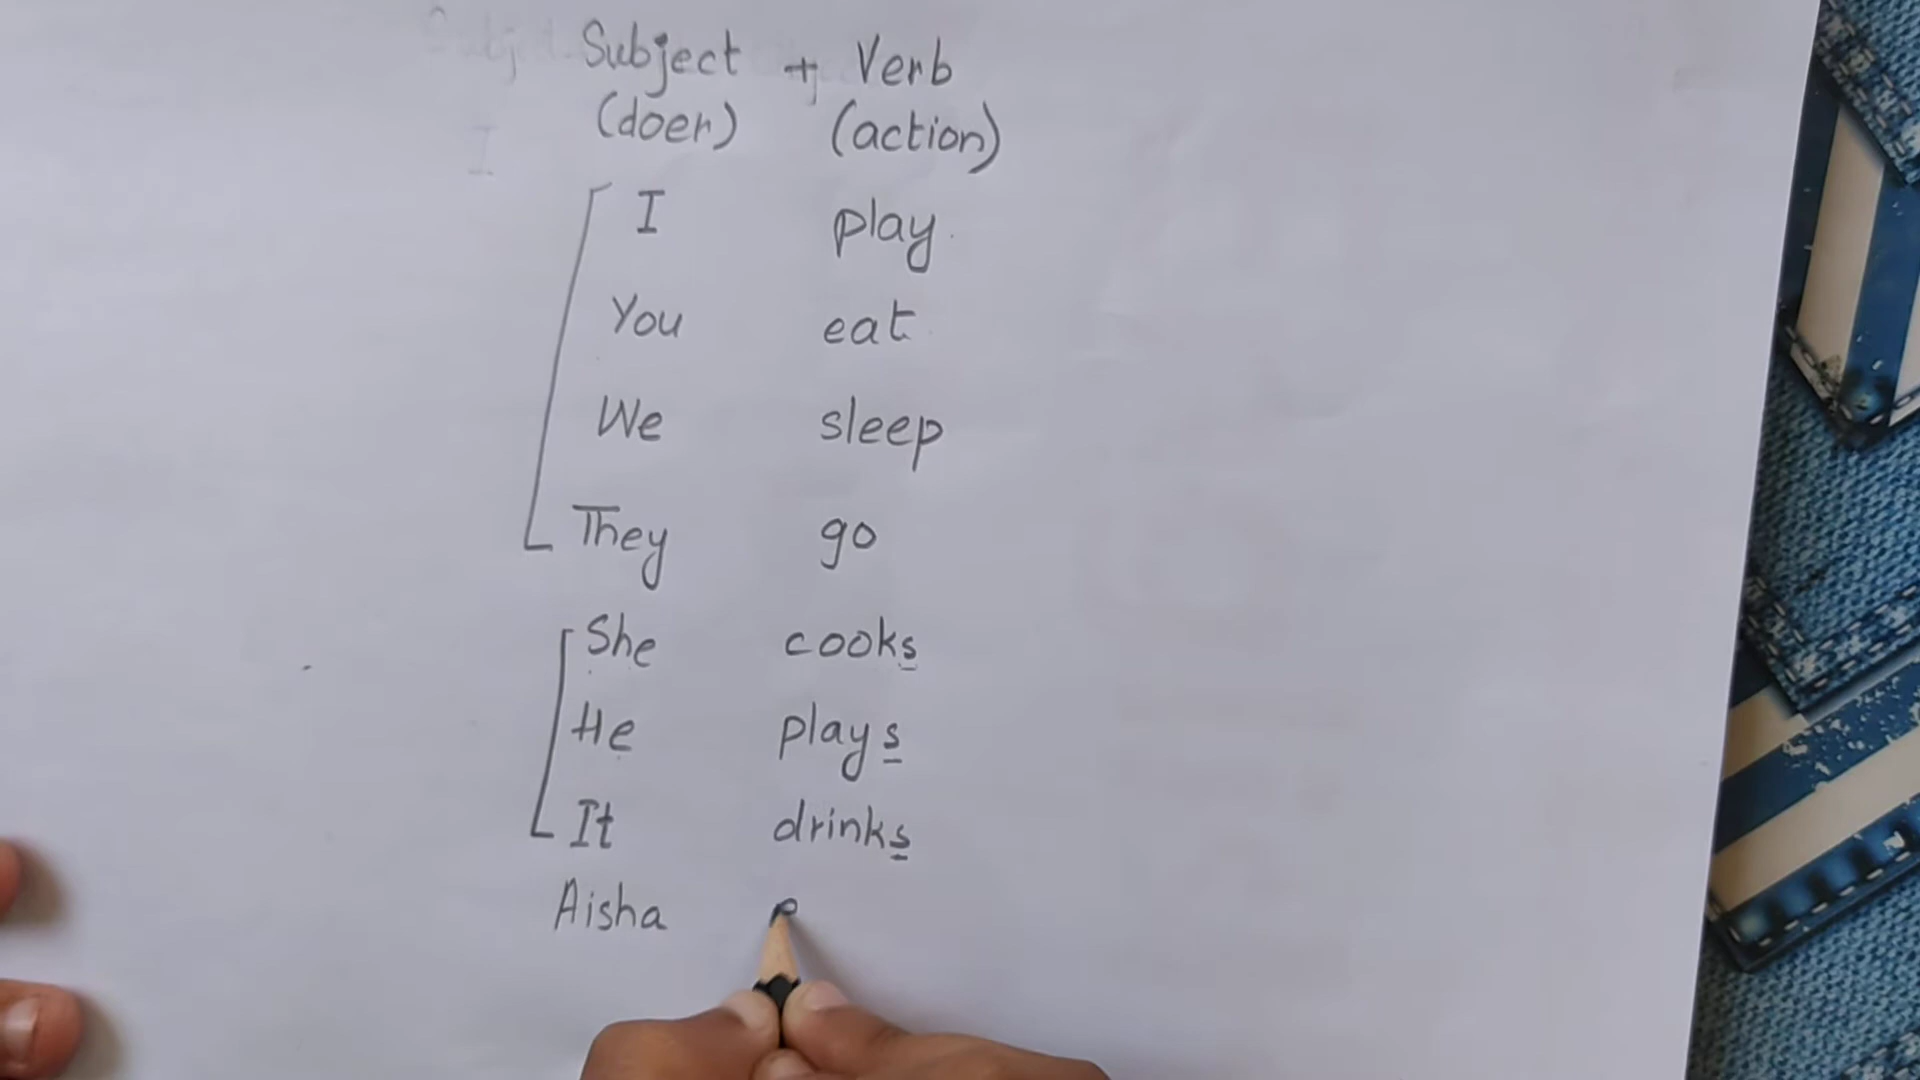 Subject + Verb
(doer) (action)
I play
You eat
We sleep
They go
She cooks
He plays
It drinks
Aisha